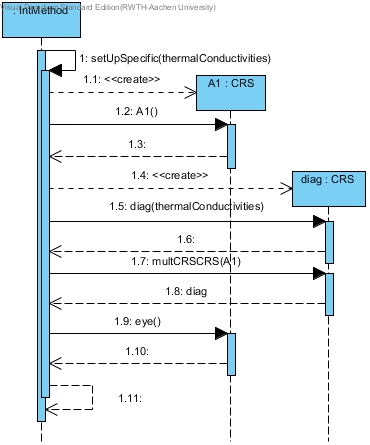 Visual Paradigm Standard Edition(RWTH-Aachen University)
: IntMethod
1: setUpSpecific(thermalConductivities)
1.1: <<create>>
A1 : CRS
1.2: A1()
1.3:
1.4: <<create>>
diag : CRS
1.5: diag(thermalConductivities)
1.6:
1.7: multCRSCRS(A1)
1.8: diag
1.9: eye()
1.10:
1.11: